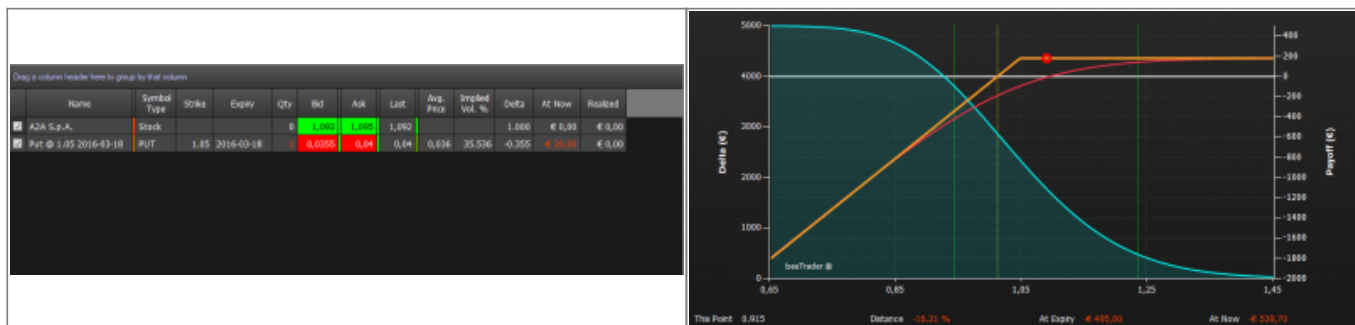 Drag a column header here to group by that column
Name Symbol Type Strike Expiry Qty Bid Ask Last Avg. Price Implied Vol. % Delta At Now Realized
A2A S.p.A. Stock 0 1,093 1,095 1,092 1.000 € 0,00 € 0,00
Put @ 1.05 2016-03-18 PUT 1.05 2016-03-18 -1 0,0355 0,04 0,04 0,036 35.536 -0.355 -€ 20,00 € 0,00
5000
4000
3000
2000
1000
0
Delta (€)
400
200
0
-200
-400
-600
-800
-1000
-1200
-1400
-1600
-1800
-2000
Payoff (€)
beeTrader ®
0,65 0,85 1,05 1,25 1,45
This Point 0.915 Distance -16.21 % At Expiry -€ 495,00 At Now -€ 539,70